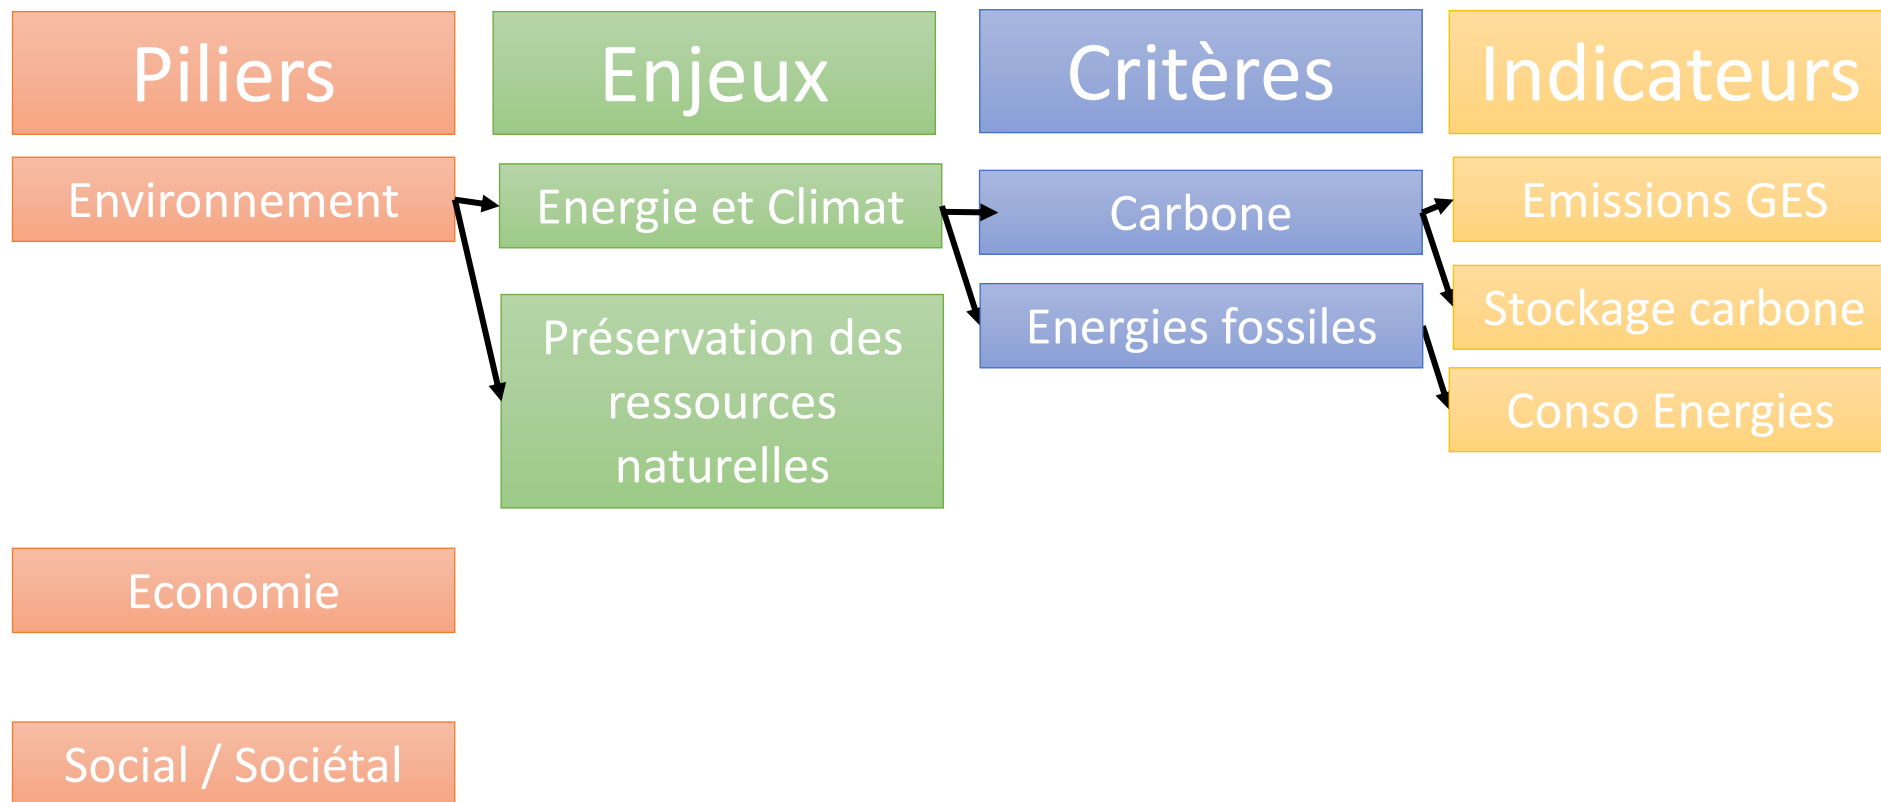 Piliers
Enjeux
Critères
Indicateurs
Environnement
Energie et Climat
Carbone
Emissions GES
Préservation des
ressources
naturelles
Energies fossiles
Stockage carbone
Conso Energies
Economie
Social / Sociétal